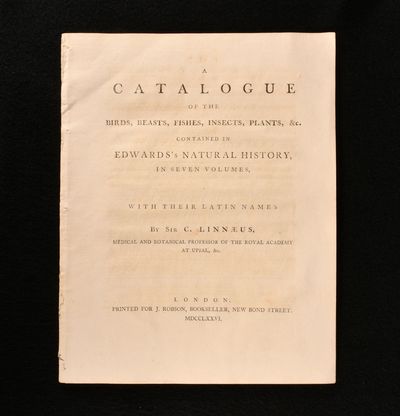 A
CATALOGUE
OF THE
BIRDS, BEASTS, FISHES, INSECTS, PLANTS, &c.
CONTAINED IN
EDWARDS's NATURAL HISTORY,
IN SEVEN VOLUMES,
WITH THEIR LATIN NAMES
By Sir C. LINNÆUS,
MEDICAL AND BOTANICAL PROFESSOR OF THE ROYAL ACADEMY
AT UPSAL, &c.
LONDON,
PRINTED FOR J. ROBSON, BOOKSELLER, NEW BOND STREET.
MDCCLXXVI.